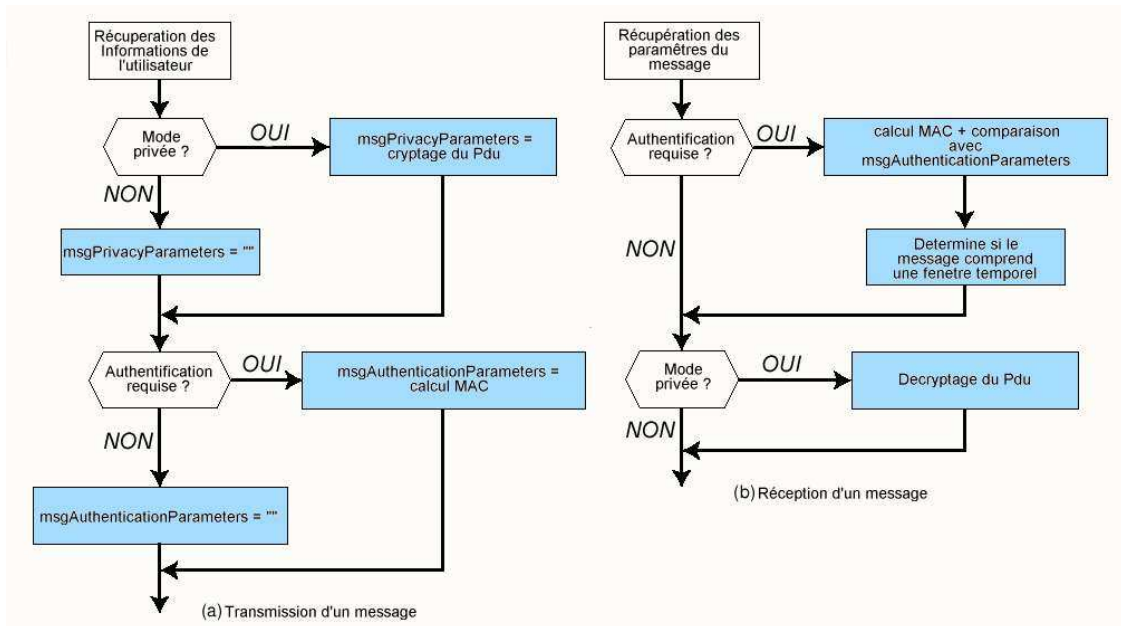 Récuperation des
Informations de
l'utilisateur
Mode
privée ?
OUI
msgPrivacyParameters =
cryptage du Pdu
NON
msgPrivacyParameters = ""
Authentification
requise ?
OUI
msgAuthenticationParameters =
calcul MAC
NON
msgAuthenticationParameters = ""
(a) Transmission d'un message
Récupération des
paramêtres du
message
Authentification
requise ?
OUI
calcul MAC + comparaison
avec
msgAuthenticationParameters
NON
Determine si le
message comprend
une fenetre temporel
Mode
privée ?
OUI
Decryptage du Pdu
NON
(b) Réception d'un message